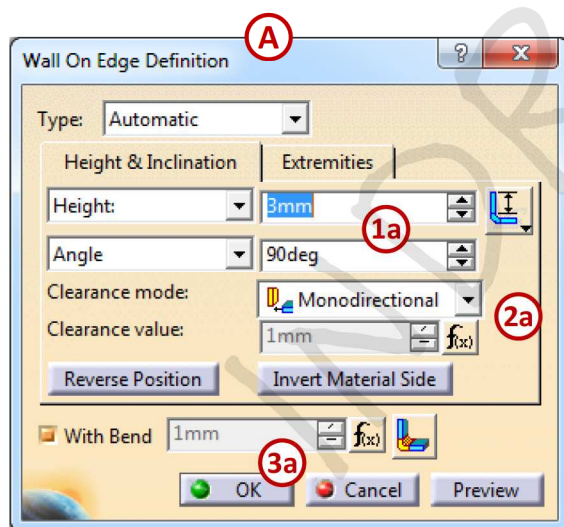 A
Wall On Edge Definition
?
X
Type: Automatic
Height & Inclination Extremities
Height: 3mm
1a
Angle 90deg
Clearance mode: Monodirectional
2a
Clearance value: 1mm f(x)
Reverse Position Invert Material Side
With Bend 1mm f(x)
3a
OK Cancel Preview
INDR